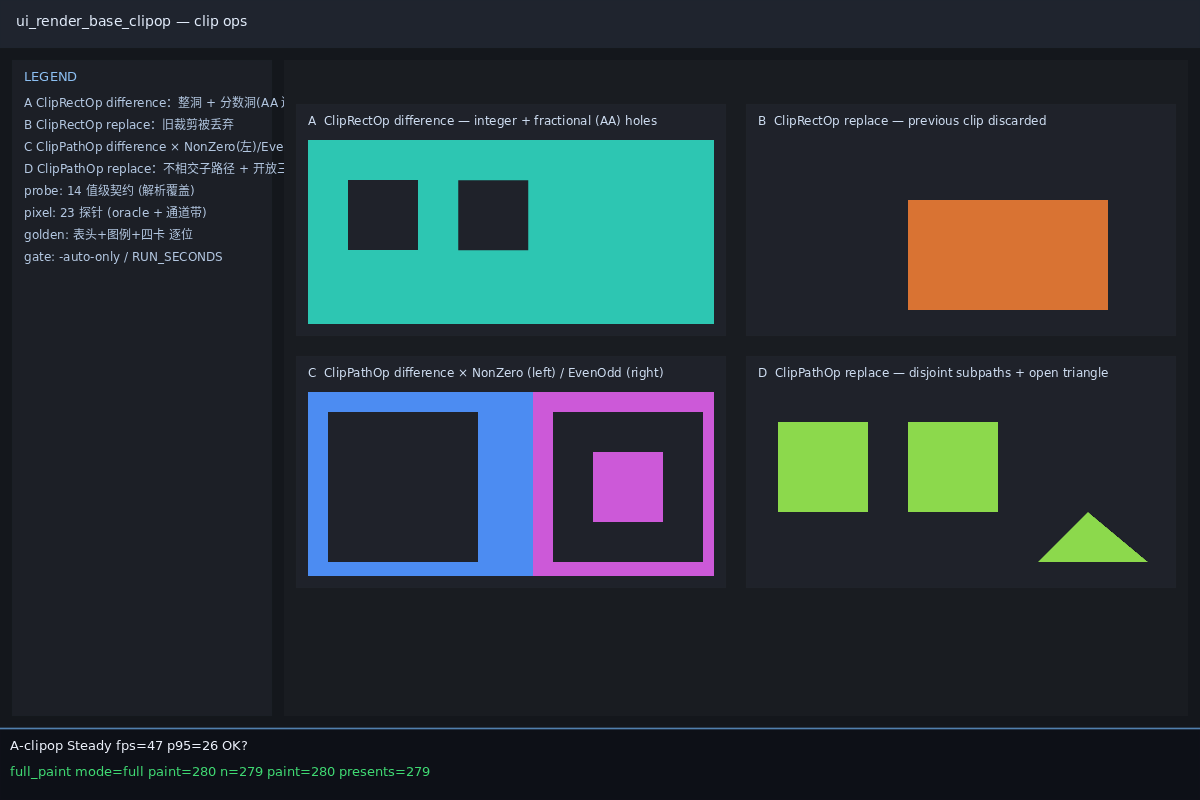 ui_render_base_clipop — clip ops
LEGEND
A ClipRectOp difference：整洞 + 分数洞(AA
B ClipRectOp replace：旧裁剪被丢弃
C ClipPathOp difference × NonZero(左)/Eve
D ClipPathOp replace：不相交子路径 + 开放三
probe: 14 值级契约 (解析覆盖)
pixel: 23 探针 (oracle + 通道带)
golden: 表头+图例+四卡 逐位
gate: -auto-only / RUN_SECONDS
A ClipRectOp difference — integer + fractional (AA) holes
B ClipRectOp replace — previous clip discarded
C ClipPathOp difference × NonZero (left) / EvenOdd (right)
D ClipPathOp replace — disjoint subpaths + open triangle
A-clipop Steady fps=47 p95=26 OK?
full_paint mode=full paint=280 n=279 paint=280 presents=279